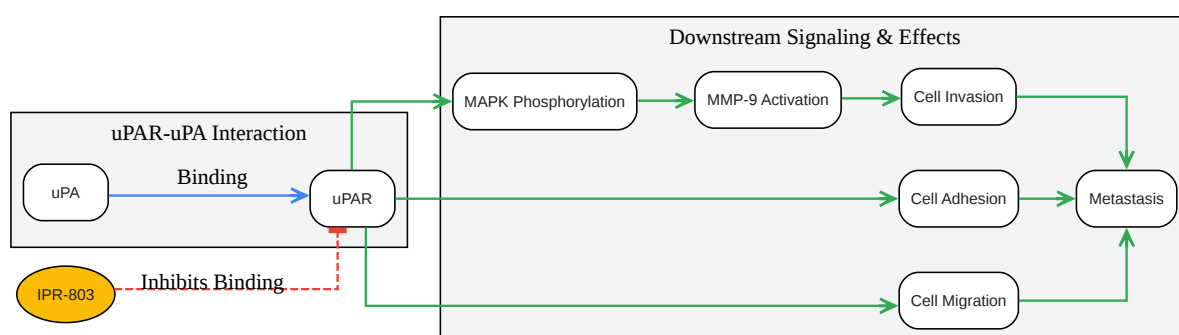 Downstream Signaling & Effects
MAPK Phosphorylation
MMP-9 Activation
Cell Invasion
uPAR-uPA Interaction
uPA
Binding
uPAR
Cell Adhesion
Metastasis
IPR-803
Inhibits Binding
Cell Migration